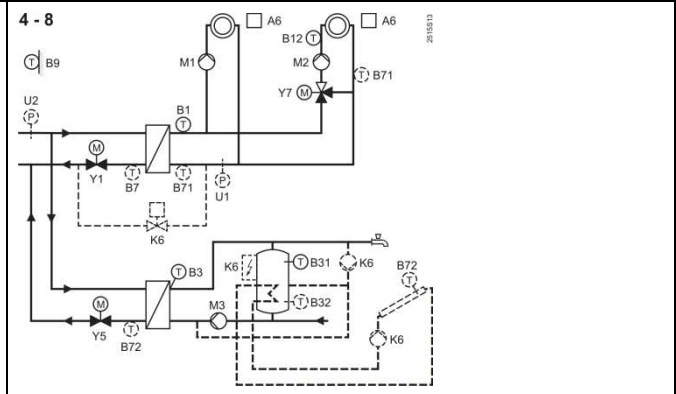 4 - 8
A6
A6
2515S13
B12 T
T B9
M1
M2
T B71
U2
Y7 M
P
B1
T
M
T
T
P
Y1
B7
B71
U1
K6
T B3
K6
T B31
K6
B72
T
M
M3
T B32
T
K6
Y5
B72